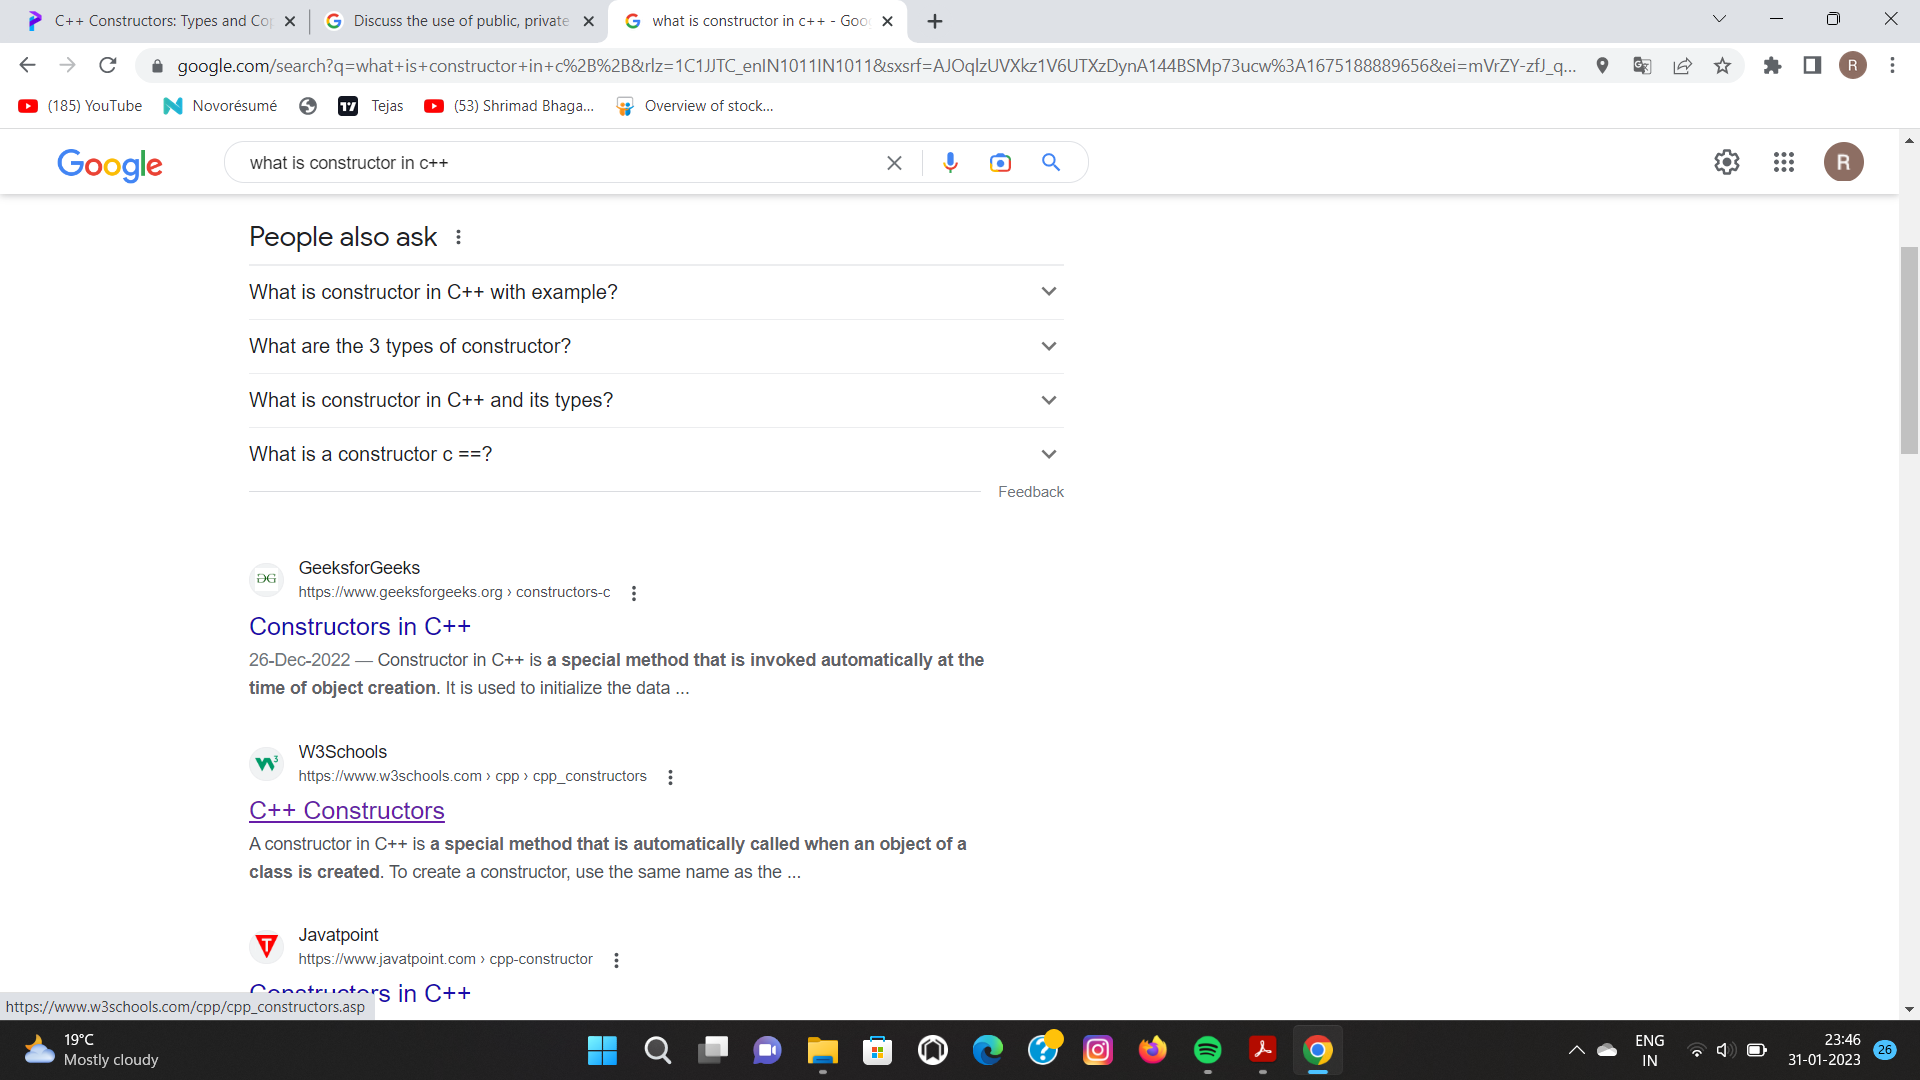 C++ Constructors: Types and Cop
Discuss the use of public, private
what is constructor in c++ - Goo
google.com/search?q=what+is+constructor+in+c%2B%2B&rlz=1C1JJTC_enIN1011IN1011&sxsrf=AJOqlzUVXkz1V6UTXzDynA144BSMp73ucw%3A1675188889656&ei=mVrZY-zfJ_q...
R
(185) YouTube
Novorésumé
Tejas
(53) Shrimad Bhaga...
Overview of stock...
Google
what is constructor in c++
R
People also ask
What is constructor in C++ with example?
What are the 3 types of constructor?
What is constructor in C++ and its types?
What is a constructor c ==?
Feedback
GeeksforGeeks
https://www.geeksforgeeks.org › constructors-c
Constructors in C++
26-Dec-2022 — Constructor in C++ is a special method that is invoked automatically at the
time of object creation. It is used to initialize the data ...
W3Schools
https://www.w3schools.com › cpp › cpp_constructors
C++ Constructors
A constructor in C++ is a special method that is automatically called when an object of a
class is created. To create a constructor, use the same name as the ...
Javatpoint
https://www.javatpoint.com › cpp-constructor
Constructors in C++
https://www.w3schools.com/cpp/cpp_constructors.asp
19°C
Mostly cloudy
ENG
IN
23:46
31-01-2023
26